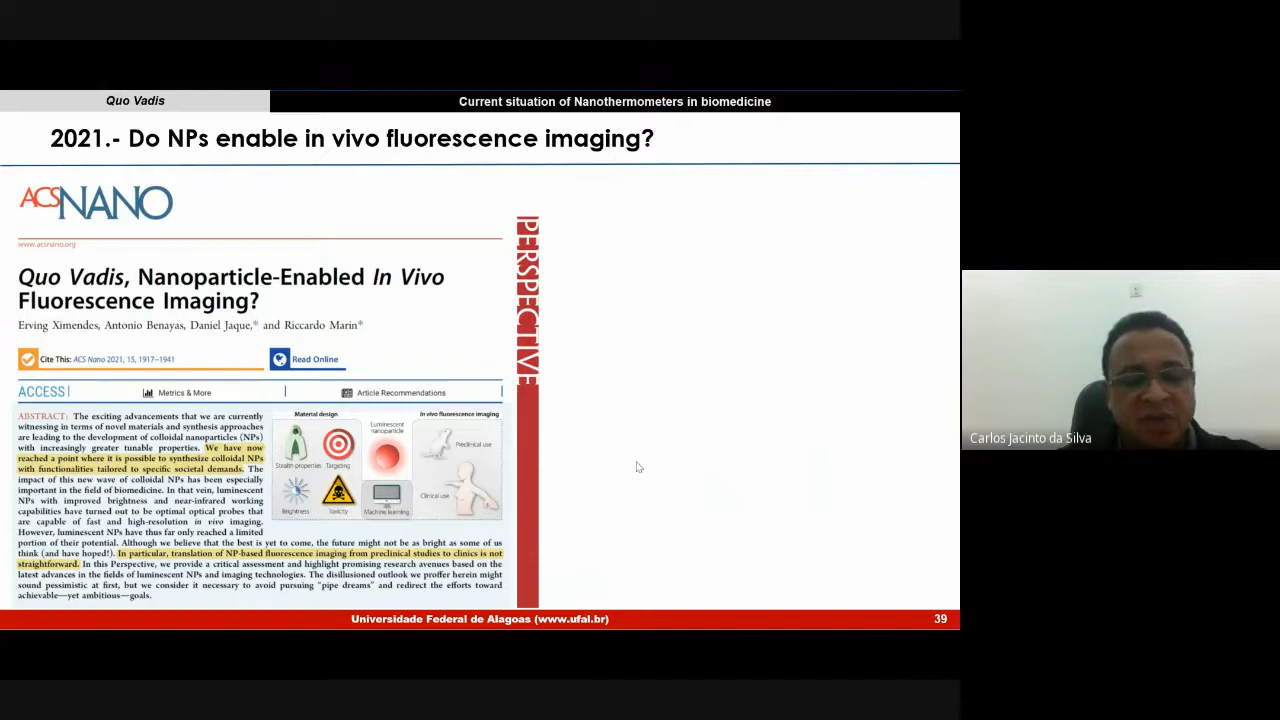 Quo Vadis
Current situation of Nanothermometers in biomedicine
2021.- Do NPs enable in vivo fluorescence imaging?
ACSNANO
www.acsnano.org
Quo Vadis, Nanoparticle-Enabled In Vivo
Fluorescence Imaging?
Erving Ximendes, Antonio Benayas, Daniel Jaque,* and Riccardo Marin*
Cite This: ACS Nano 2021, 15, 1917−1941
Read Online
ACCESS
Metrics & More
Article Recommendations
ABSTRACT: The exciting advancements that we are currently
witnessing in terms of novel materials and synthesis approaches
are leading to the development of colloidal nanoparticles (NPs)
with increasingly greater tunable properties. We have now
reached a point where it is possible to synthesize colloidal NPs
with functionalities tailored to specific societal demands. The
impact of this new wave of colloidal NPs has been especially
important in the field of biomedicine. In that vein, luminescent
NPs with improved brightness and near-infrared working
capabilities have turned out to be optimal optical probes that
are capable of fast and high-resolution in vivo imaging.
However, luminescent NPs have thus far only reached a limited
portion of their potential. Although we believe that the best is yet to come, the future might not be as bright as some of us
think (and have hoped!). In particular, translation of NP-based fluorescence imaging from preclinical studies to clinics is not
straightforward. In this Perspective, we provide a critical assessment and highlight promising research avenues based on the
latest advances in the fields of luminescent NPs and imaging technologies. The disillusioned outlook we proffer herein might
sound pessimistic at first, but we consider it necessary to avoid pursuing "pipe dreams" and redirect the efforts toward
achievable—yet ambitious—goals.
Material design
In vivo fluorescence imaging
Luminescent
nanoparticle
Stealth properties
Targeting
Preclinical use
Brightness
Toxicity
Machine learning
Clinical use
PERSPECTIVE
Universidade Federal de Alagoas (www.ufal.br)
39
Carlos Jacinto da Silva